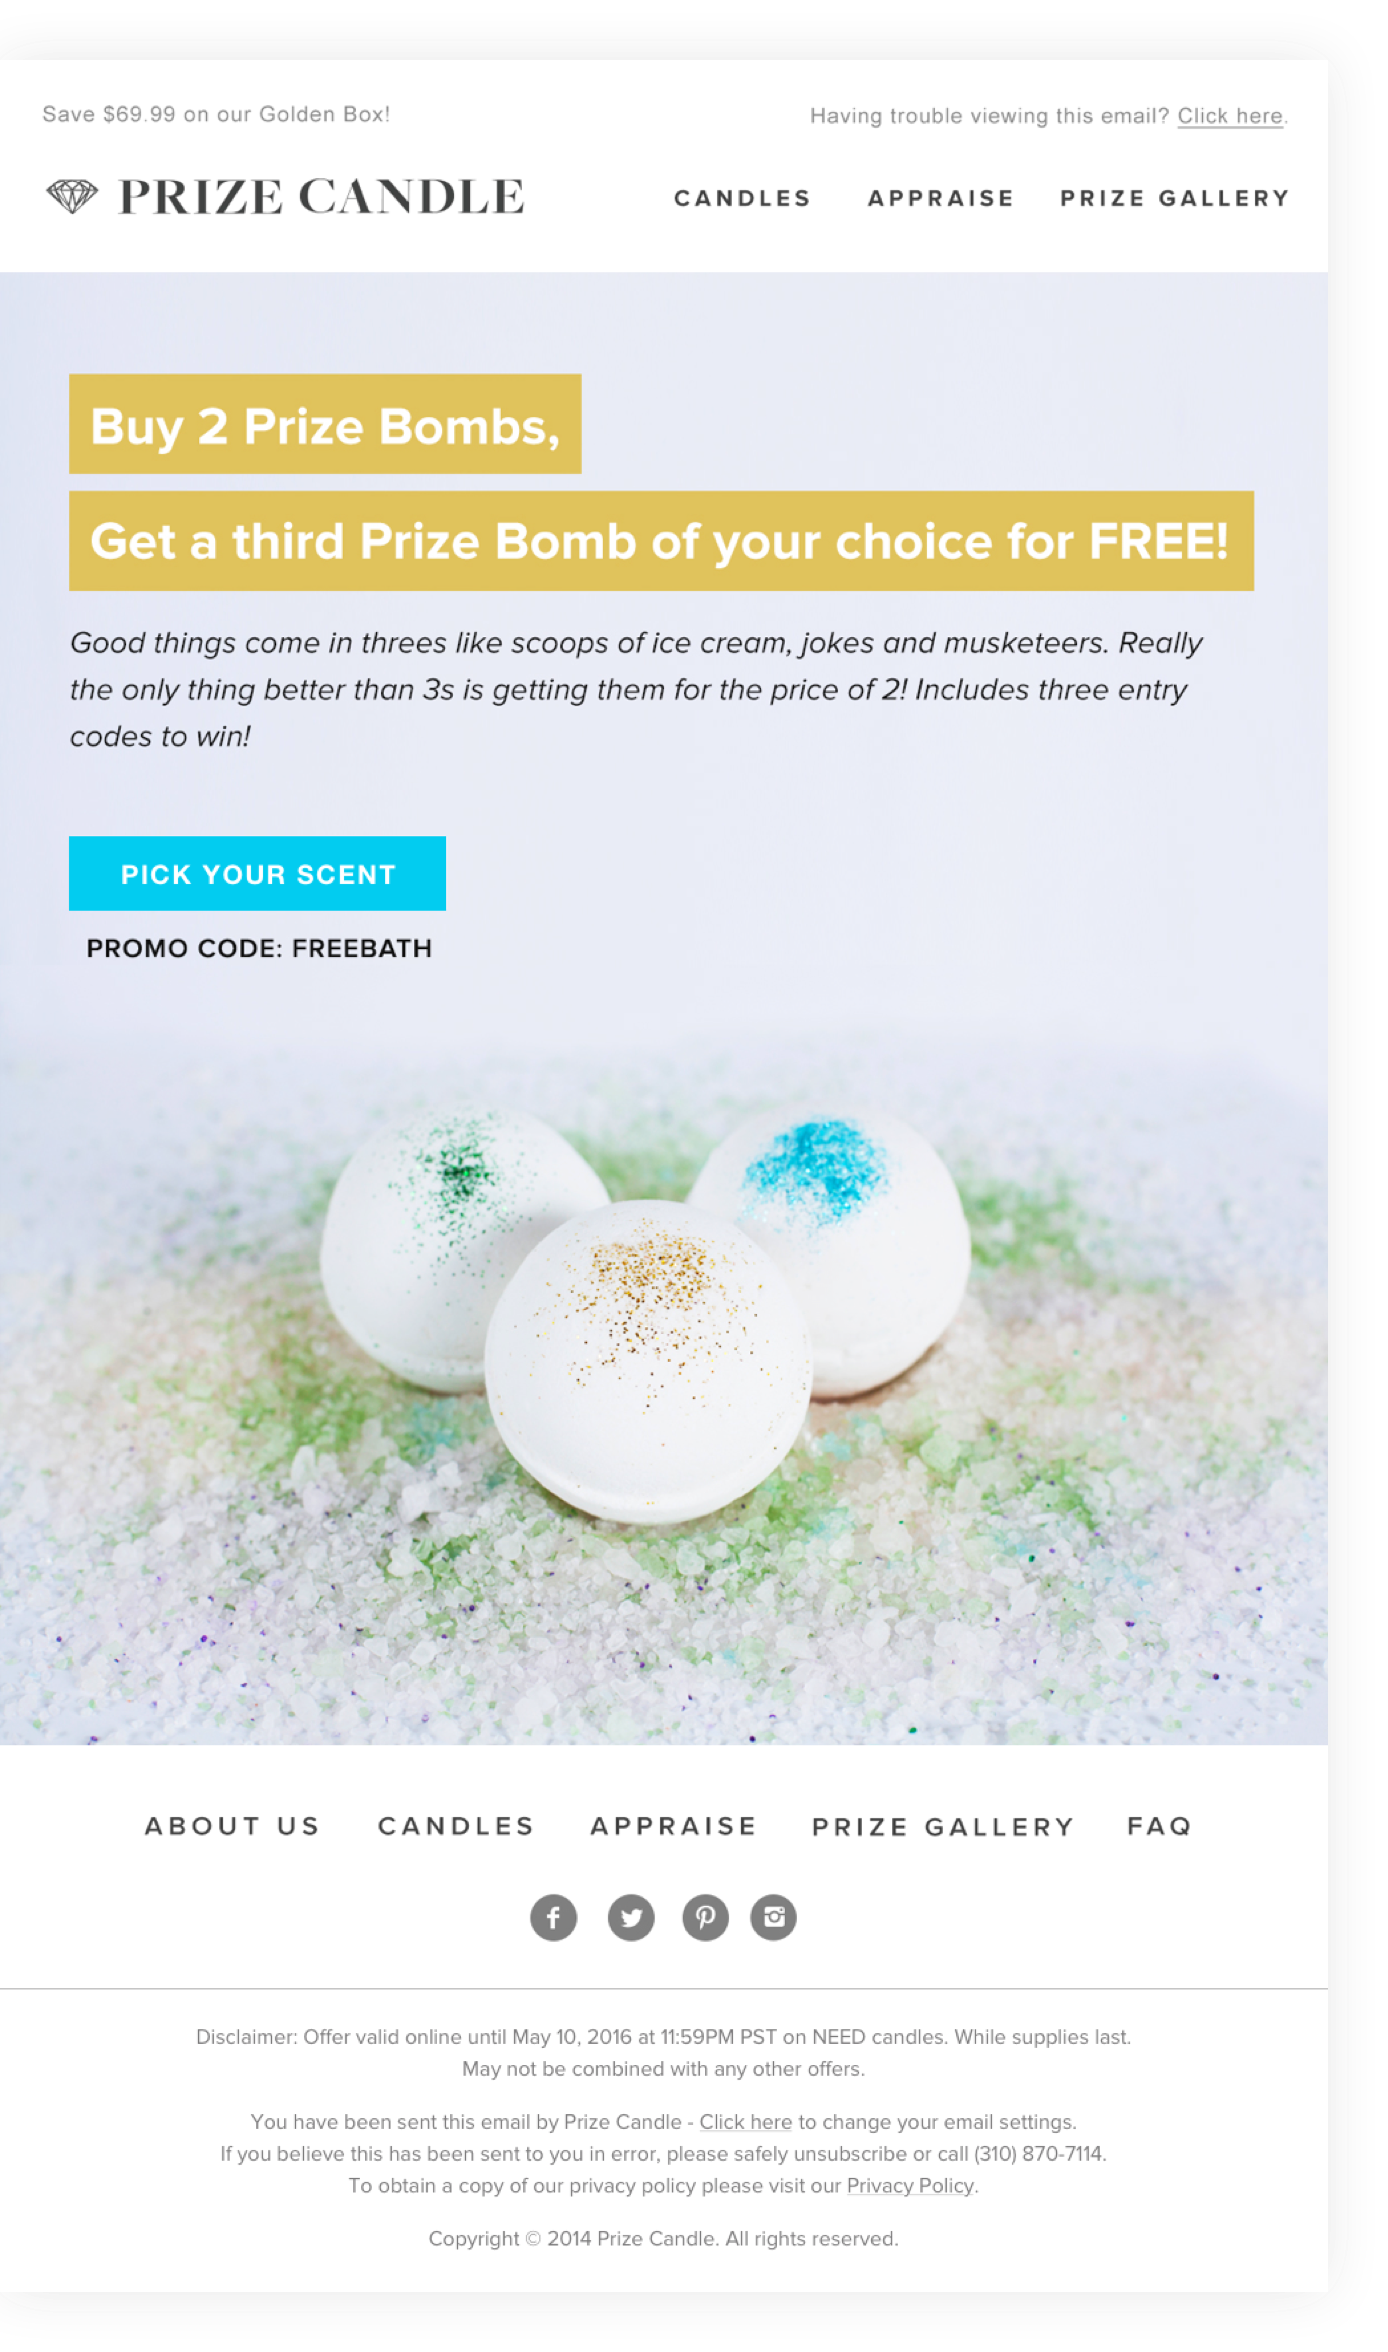 Save $69.99 on our Golden Box!
Having trouble viewing this email? Click here.
PRIZE CANDLE
CANDLES APPRAISE PRIZE GALLERY
Buy 2 Prize Bombs,
Get a third Prize Bomb of your choice for FREE!
Good things come in threes like scoops of ice cream, jokes and musketeers. Really
the only thing better than 3s is getting them for the price of 2! Includes three entry
codes to win!
PICK YOUR SCENT
PROMO CODE: FREEBATH
ABOUT US CANDLES APPRAISE PRIZE GALLERY FAQ
Disclaimer: Offer valid online until May 10, 2016 at 11:59PM PST on NEED candles. While supplies last.
May not be combined with any other offers.
You have been sent this email by Prize Candle - Click here to change your email settings.
If you believe this has been sent to you in error, please safely unsubscribe or call (310) 870-7114.
To obtain a copy of our privacy policy please visit our Privacy Policy.
Copyright © 2014 Prize Candle. All rights reserved.